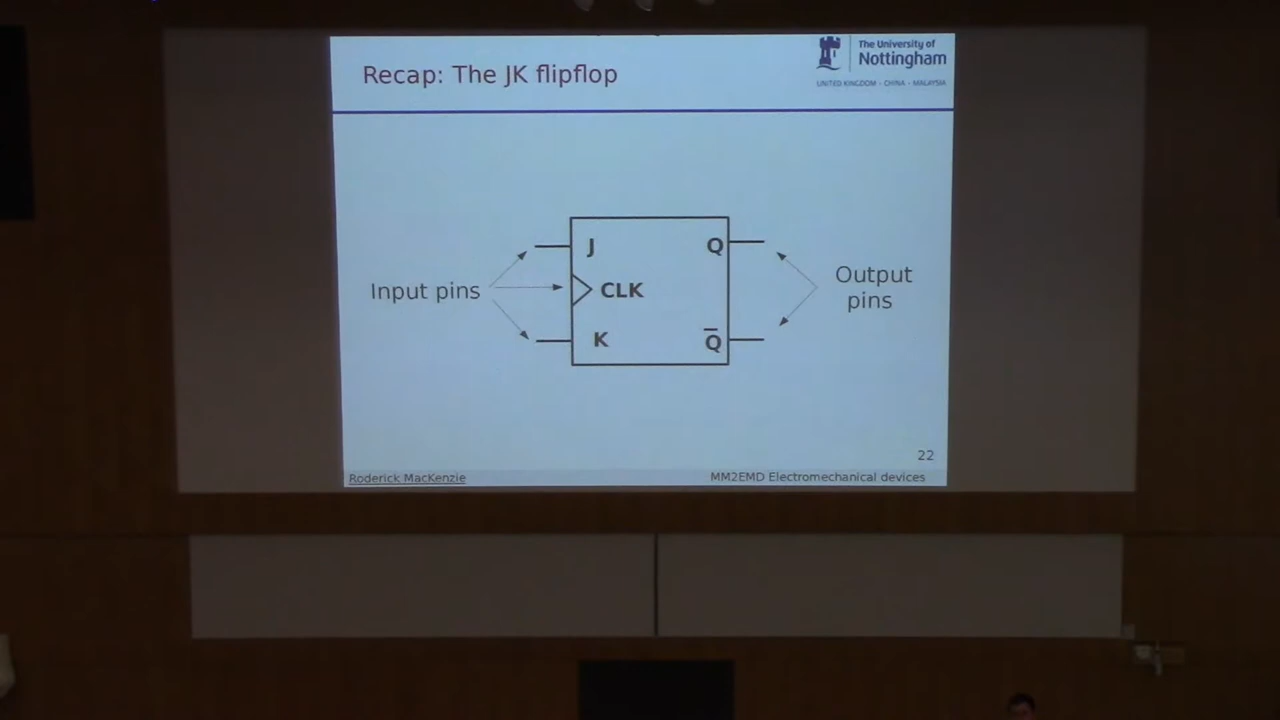 Recap: The JK flipflop
The University of
Nottingham
UNITED KINGDOM - CHINA - MALAYSIA
J
Q
Input pins
CLK
Output
pins
K
Q̅
22
Roderick MacKenzie
MM2EMD Electromechanical devices